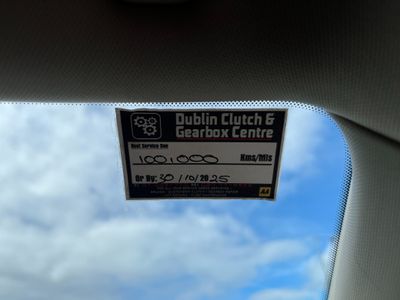 Dublin Clutch &
Gearbox Centre
Next Service Due
100,000 Kms/Mls
Or By: 30/10/2025
AA